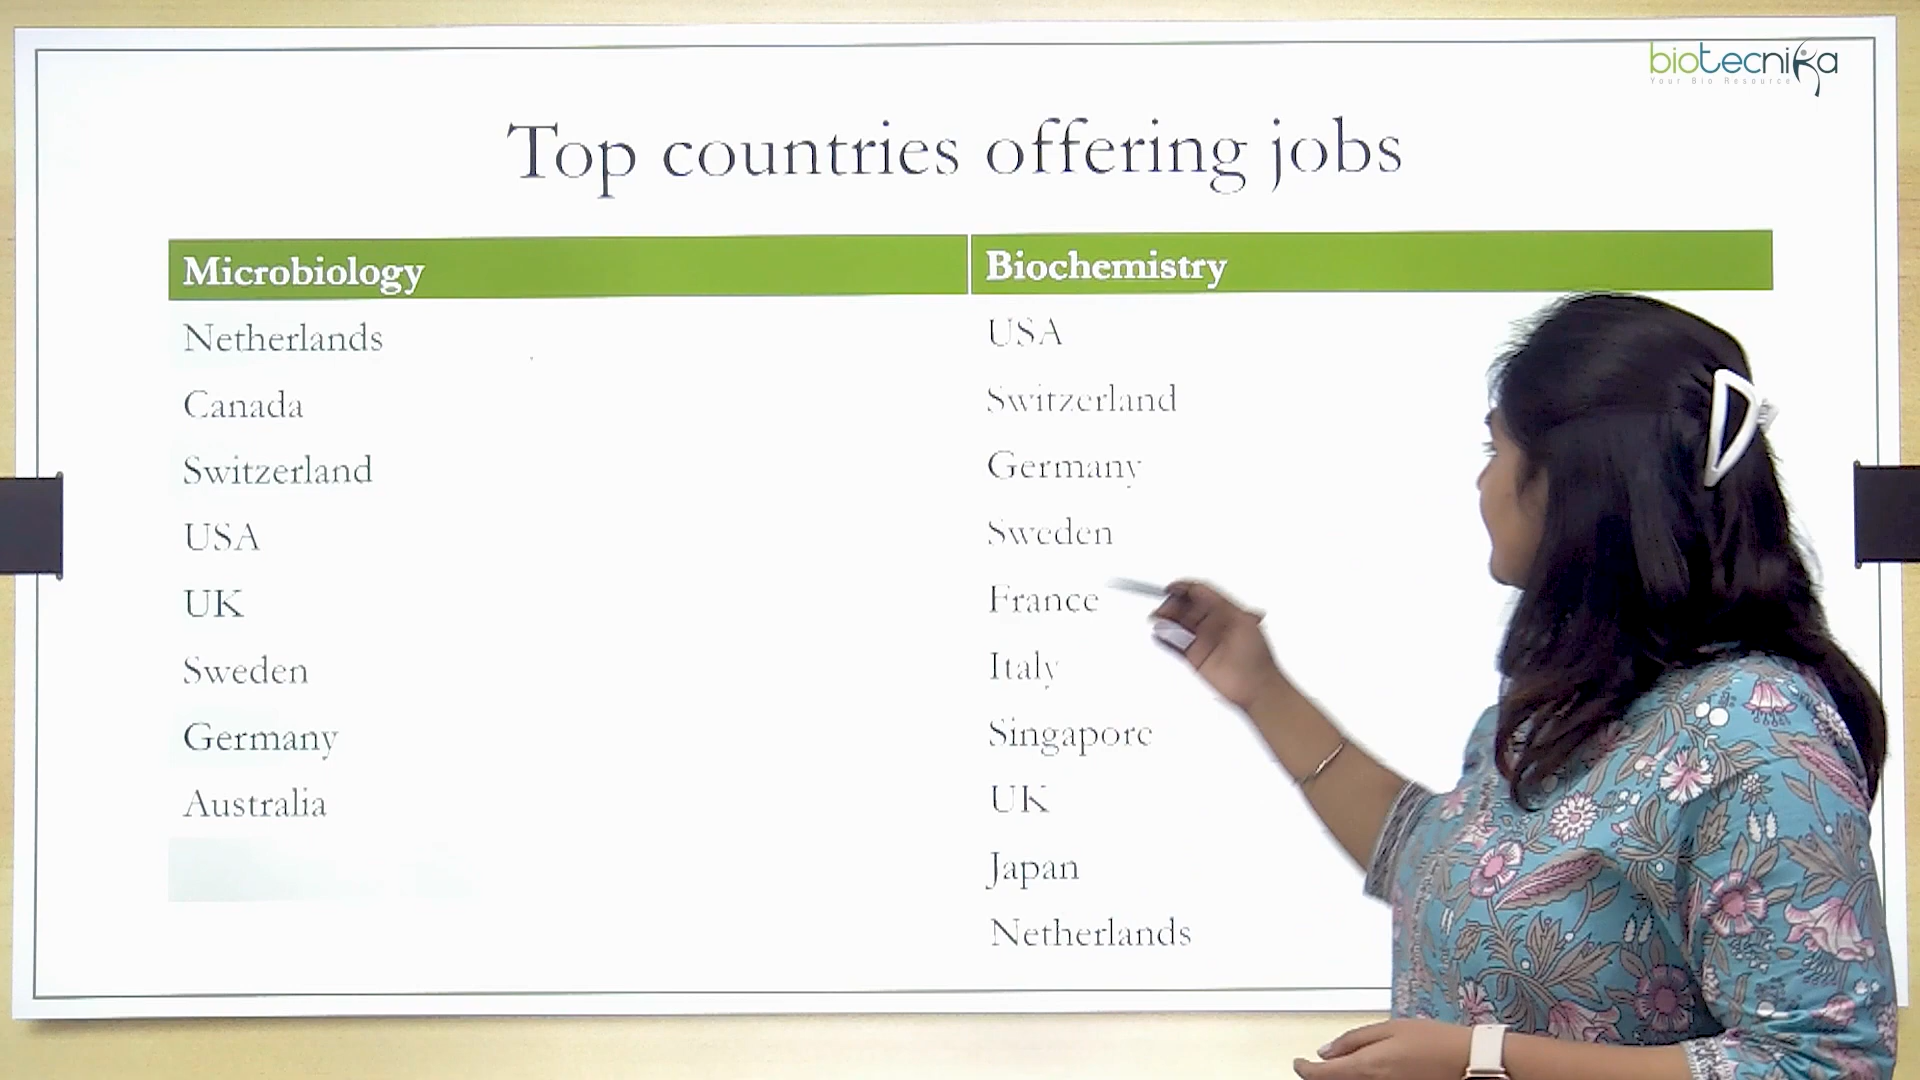 biotecnika
Your Bio Resource
Top countries offering jobs
Microbiology
Netherlands
Canada
Switzerland
USA
UK
Sweden
Germany
Australia
Biochemistry
USA
Switzerland
Germany
Sweden
France
Italy
Singapore
UK
Japan
Netherlands